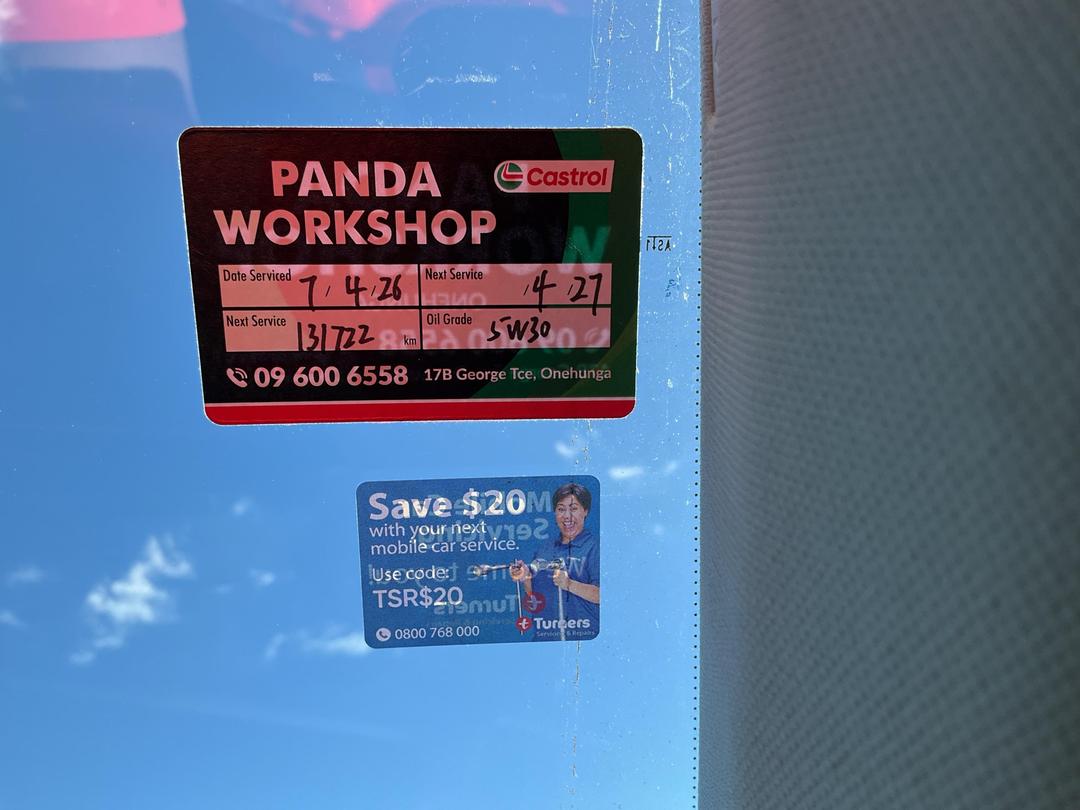 PANDA
WORKSHOP
Castrol
Date Serviced 7, 4, 26 Next Service , 4, 27
Next Service 131722 km Oil Grade 5W30
09 600 6558 17B George Tce, Onehunga
Save $20
with your next
mobile car service.
Use code:
TSR$20
0800 768 000
Turners
Servicing & Repairs